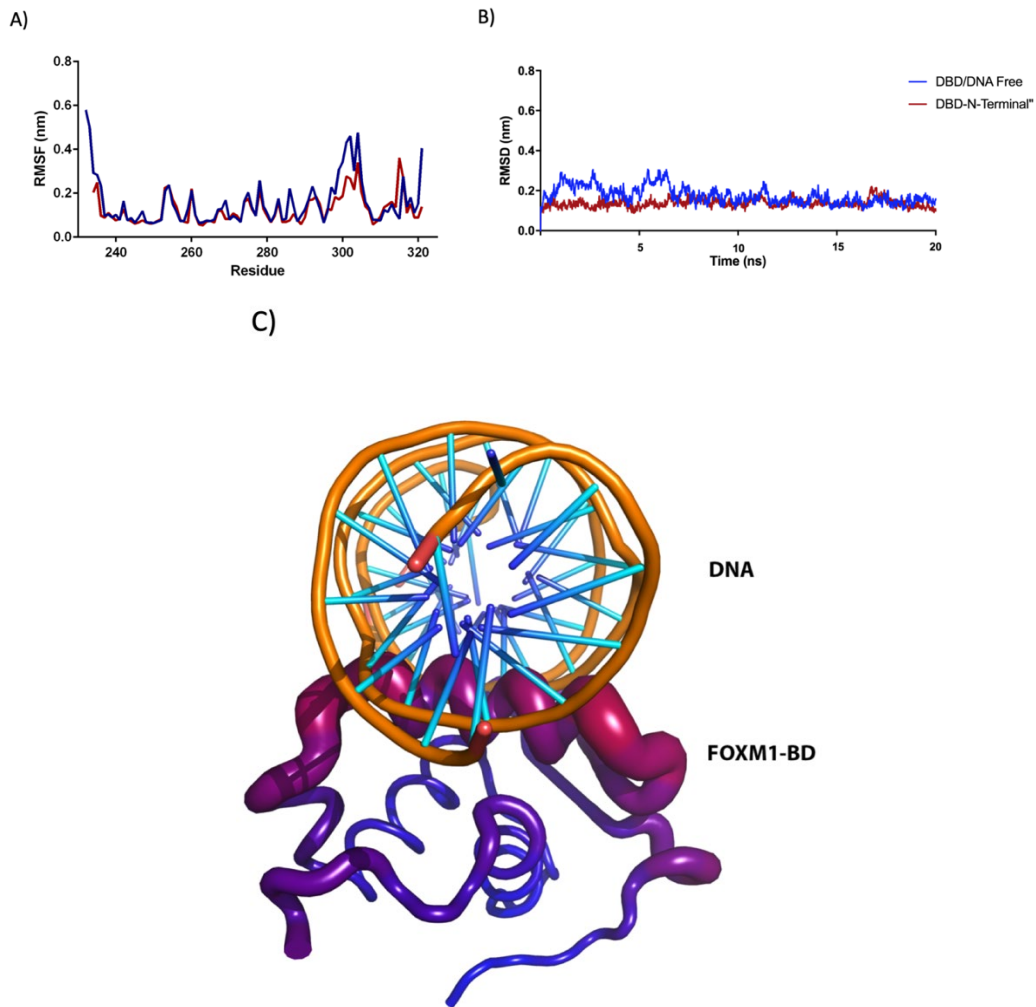 A)
B)
0.8
0.6
0.4
0.2
0.0
RMSF (nm)
240
260
280
300
320
Residue
0.8
0.6
0.4
0.2
0.0
RMSD (nm)
5
10
15
20
Time (ns)
DBD/DNA Free
DBD-N-Terminal"
C)
DNA
FOXM1-BD